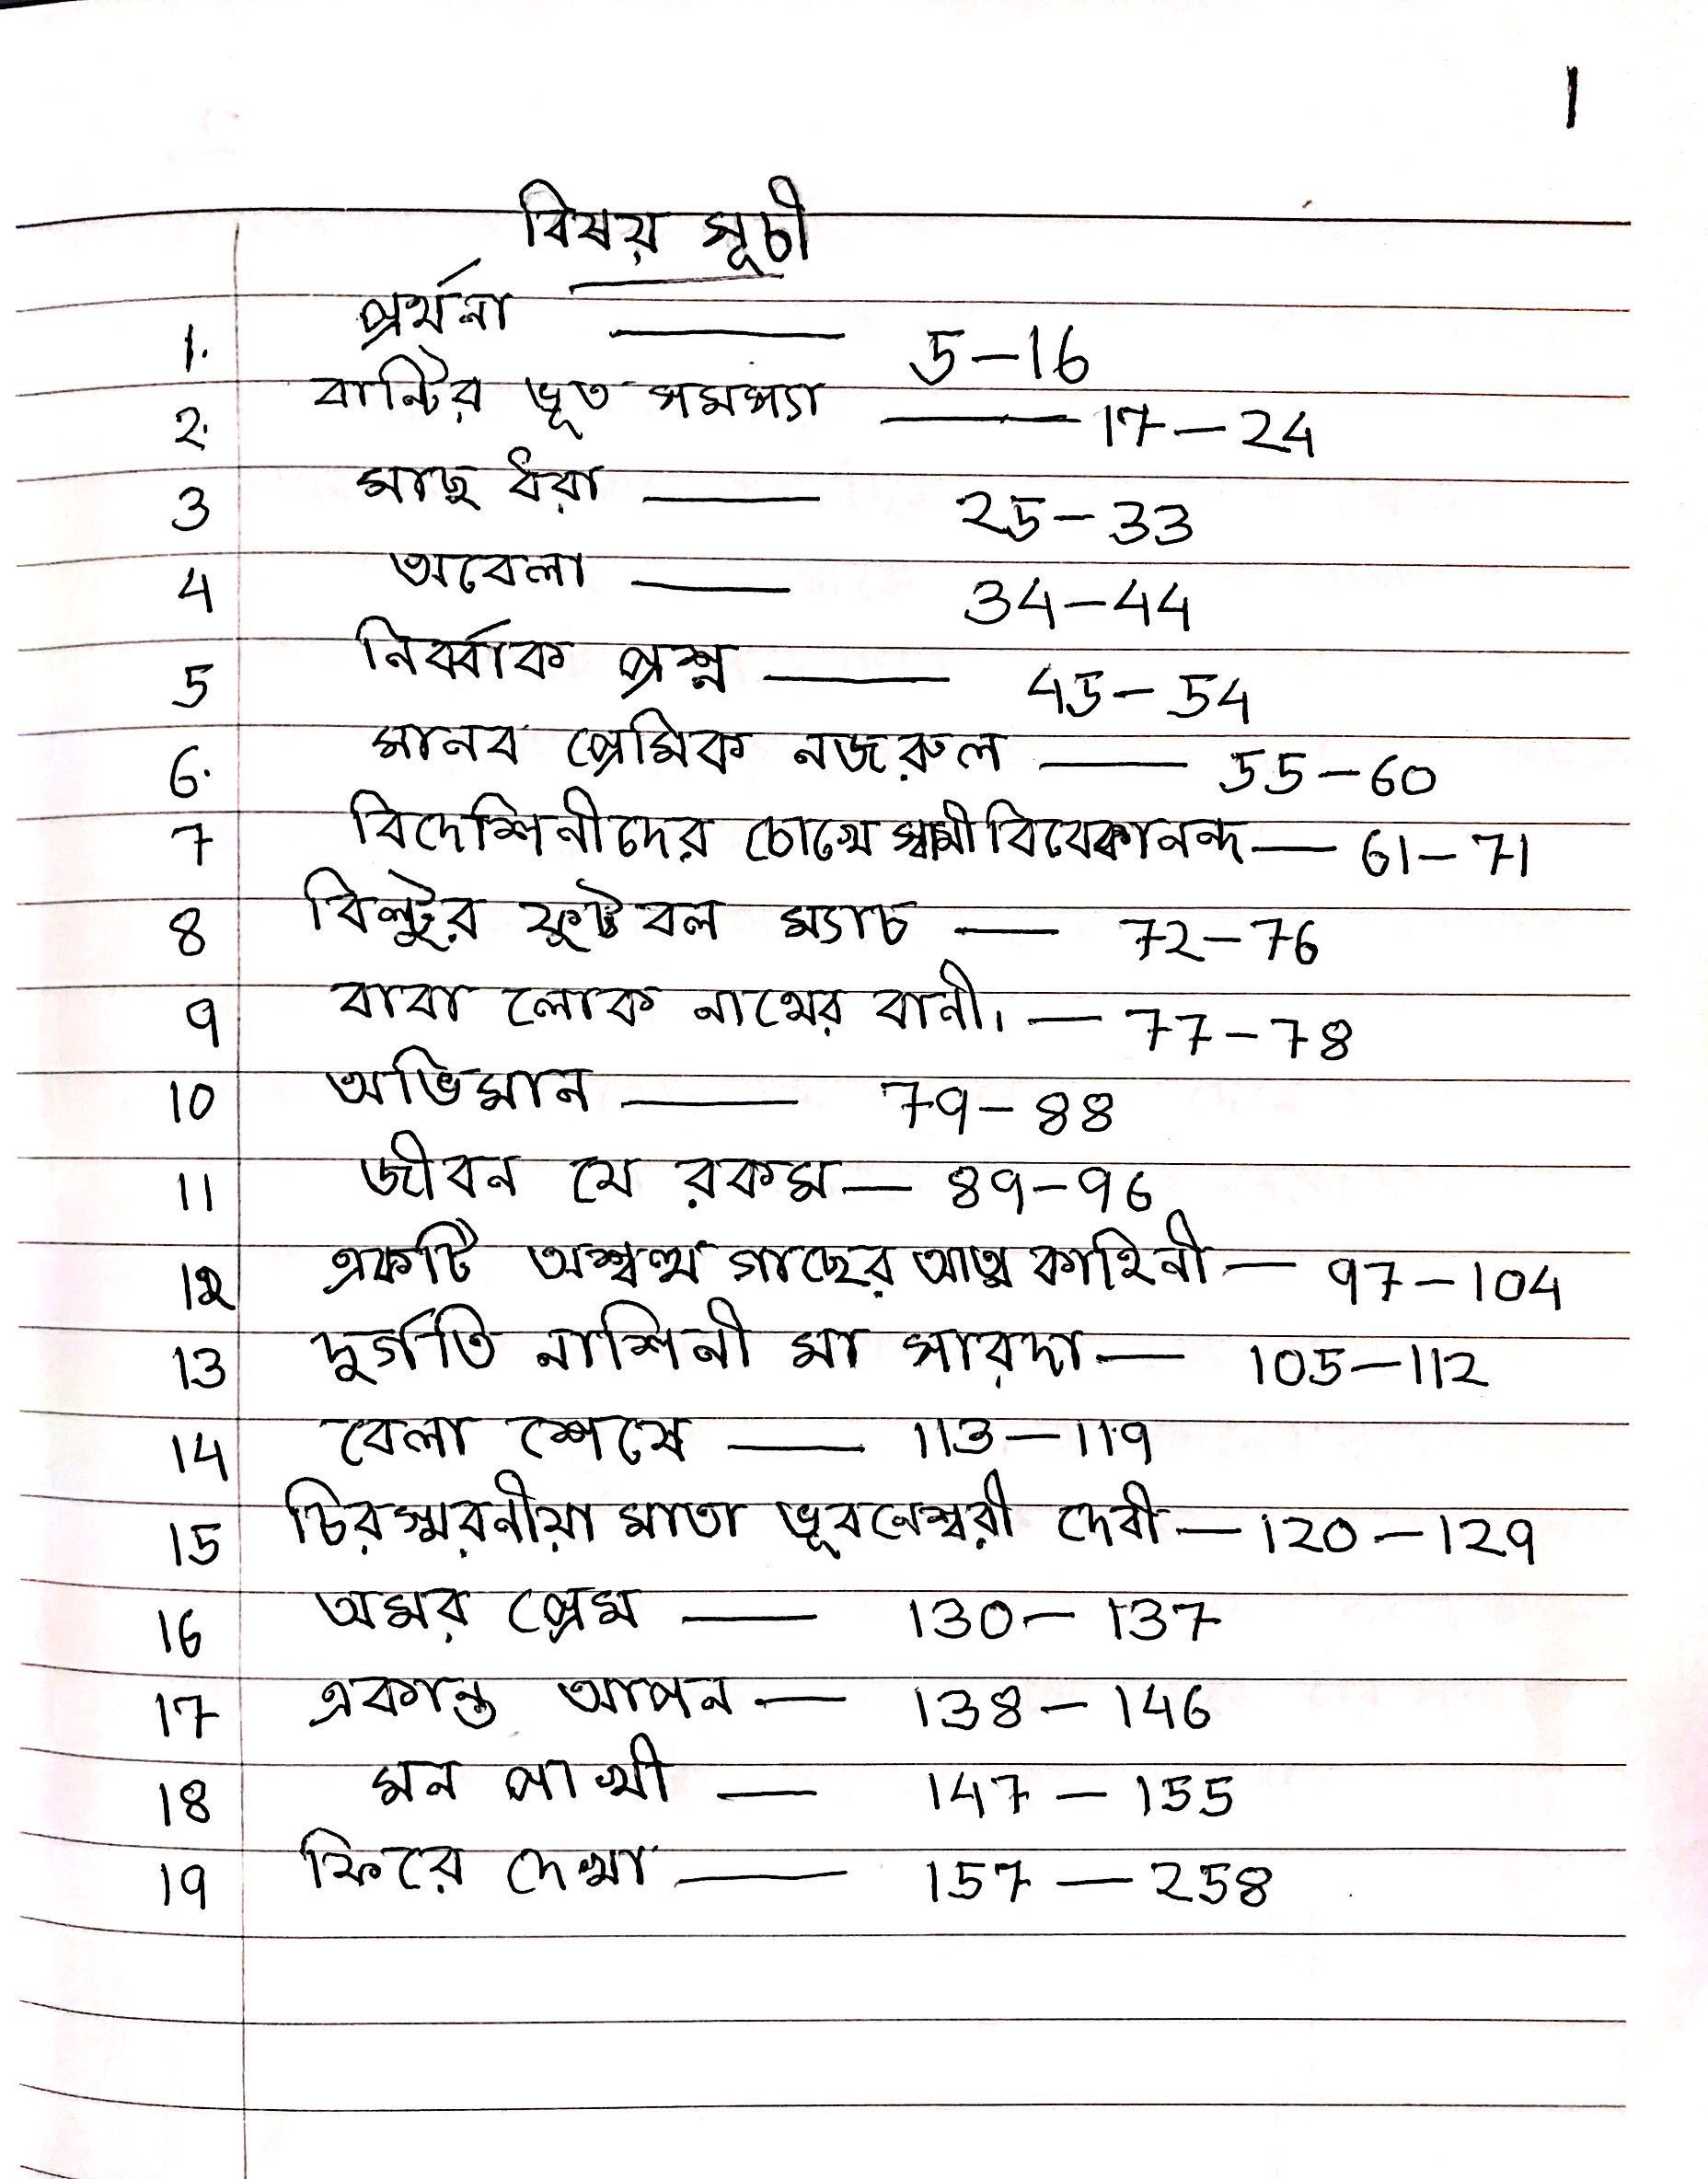 1
বিষয় সূচী
1. প্রর্থনা — 5-16
2. বান্টির ভূত সমস্যা — 17-24
3 মাছ ধরা — 25-33
4 অবেলা — 34-44
5 নির্ব্বাক প্রশ্ন — 45-54
6. মানব প্রেমিক নজরুল — 55-60
7 বিদেশিনীদের চোখে স্বামী বিবেকানন্দ — 61-71
8 বিল্টুর ফুটবল ম্যাচ — 72-76
9 বাবা লোক নাথের বানী। — 77-78
10 অভিমান — 79-88
11 জীবন যে রকম — 89-96
12 একটি অশ্বত্থ গাছের আত্ম কাহিনী — 97-104
13 দুর্গতি নাশিনী মা সারদা — 105-112
14 বেলা শেষে — 113-119
15 চিরস্মরনীয়া মাতা ভূবনেশ্বরী দেবী — 120-129
16 অমর প্রেম — 130-137
17 একান্ত আপন — 138-146
18 মন পাখী — 147-155
19 ফিরে দেখা — 157-258